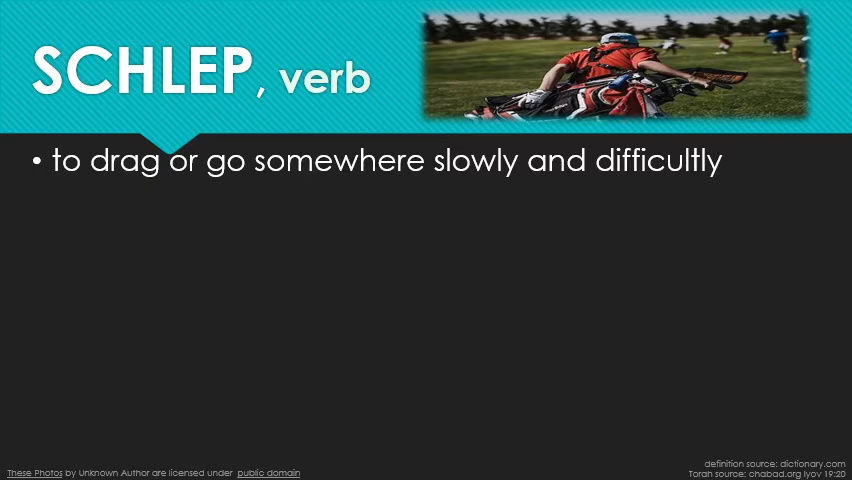 SCHLEP, verb
• to drag or go somewhere slowly and difficultly
These Photos by Unknown Author are licensed under public domain
definition source: dictionary.com
Torah source: chabad.org Iyov 19:20